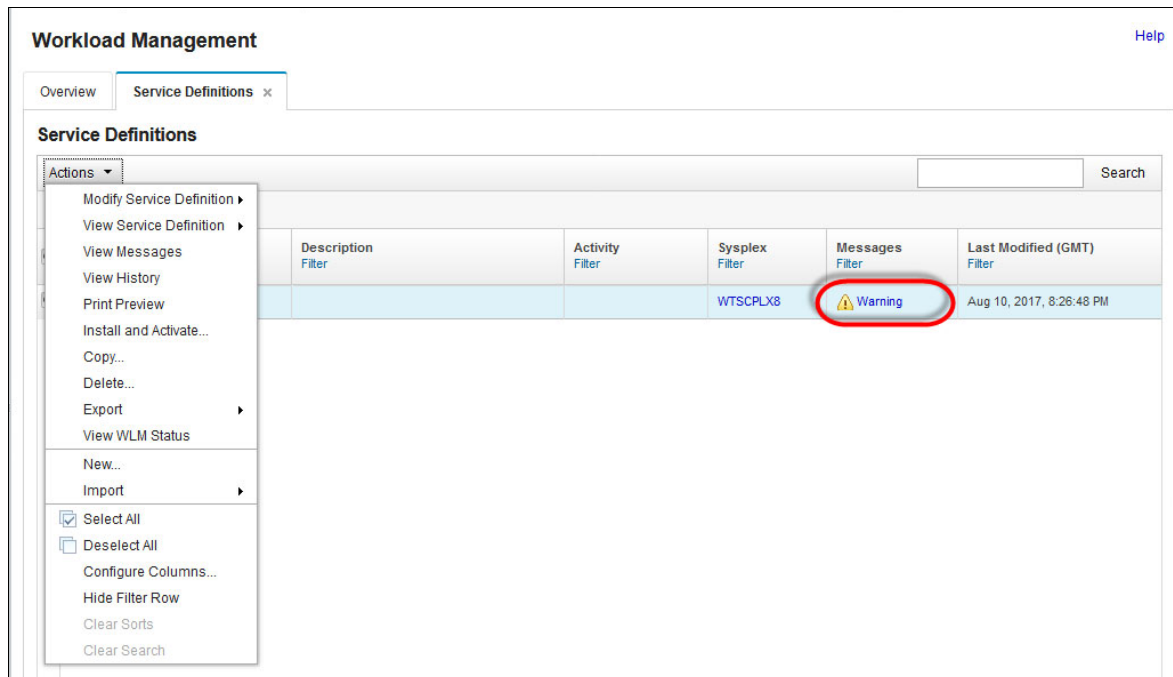 Workload Management
Help
Overview
Service Definitions ×
Service Definitions
Actions
Search
Modify Service Definition
View Service Definition
View Messages
View History
Print Preview
Install and Activate...
Copy...
Delete...
Export
View WLM Status
New...
Import
Select All
Deselect All
Configure Columns...
Hide Filter Row
Clear Sorts
Clear Search
Description
Filter
Activity
Filter
Sysplex
Filter
Messages
Filter
Last Modified (GMT)
Filter
WTSCPLX8
Warning
Aug 10, 2017, 8:26:48 PM